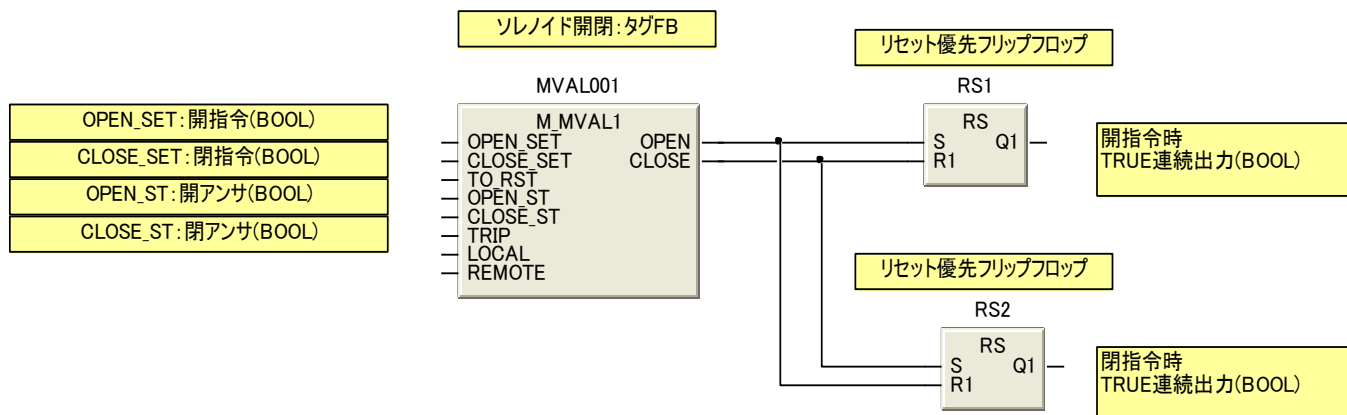 ソレノイド開閉:タグFB
リセット優先フリップフロップ
MVAL001
RS1
OPEN_SET:開指令(BOOL)
CLOSE_SET:閉指令(BOOL)
OPEN_ST:開アンサ(BOOL)
CLOSE_ST:閉アンサ(BOOL)
M_MVAL1
OPEN_SET OPEN
CLOSE_SET CLOSE
TO_RST
OPEN_ST
CLOSE_ST
TRIP
LOCAL
REMOTE
RS
S Q1
R1
開指令時
TRUE連続出力(BOOL)
リセット優先フリップフロップ
RS2
RS
S Q1
R1
閉指令時
TRUE連続出力(BOOL)